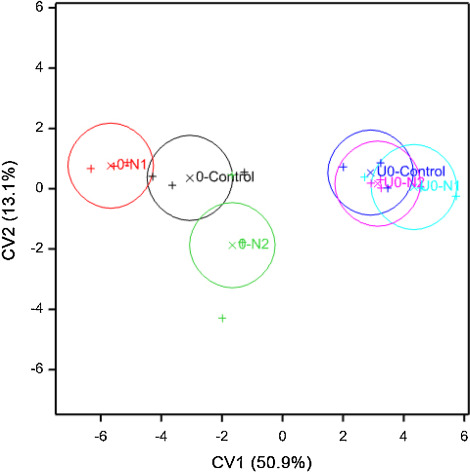 6
4
2
0
-2
-4
-6
CV2 (13.1%)
0-N1
0-Control
0-N2
U0-Control
U0-N2
U0-N1
-6 -4 -2 0 2 4 6
CV1 (50.9%)